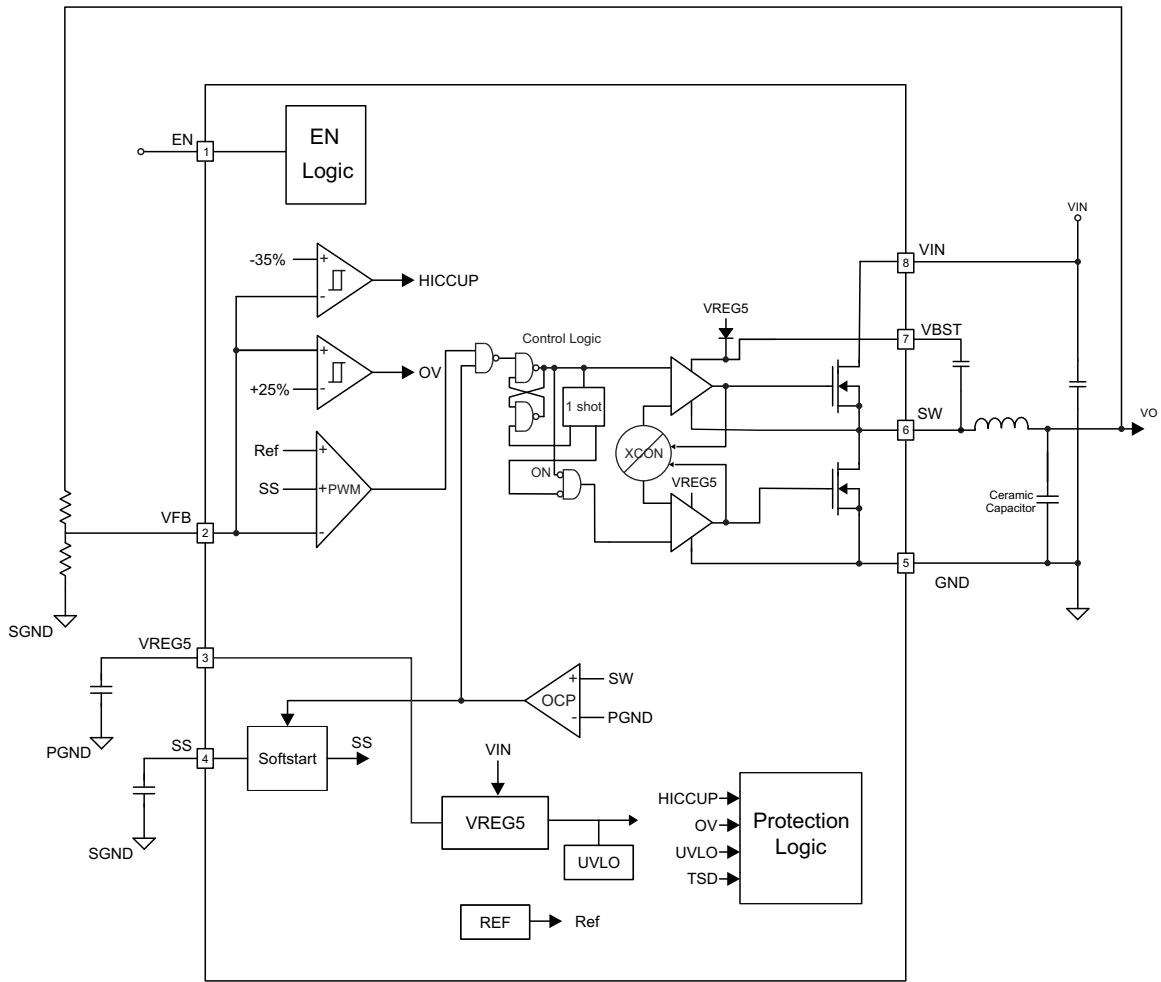 EN
1
EN
Logic
VIN
-35%
+
-
HICCUP
VIN
8
VREG5
VBST
7
Control Logic
+
-
+25%
OV
1 shot
SW
6
VO
Ref
SS
+
+
-
PWM
XCON
ON
VREG5
Ceramic
Capacitor
VFB
2
5
GND
SGND
VREG5
3
OCP
+
-
SW
PGND
PGND
SS
4
Softstart
SS
VIN
SGND
VREG5
UVLO
HICCUP
OV
UVLO
TSD
Protection
Logic
REF
Ref